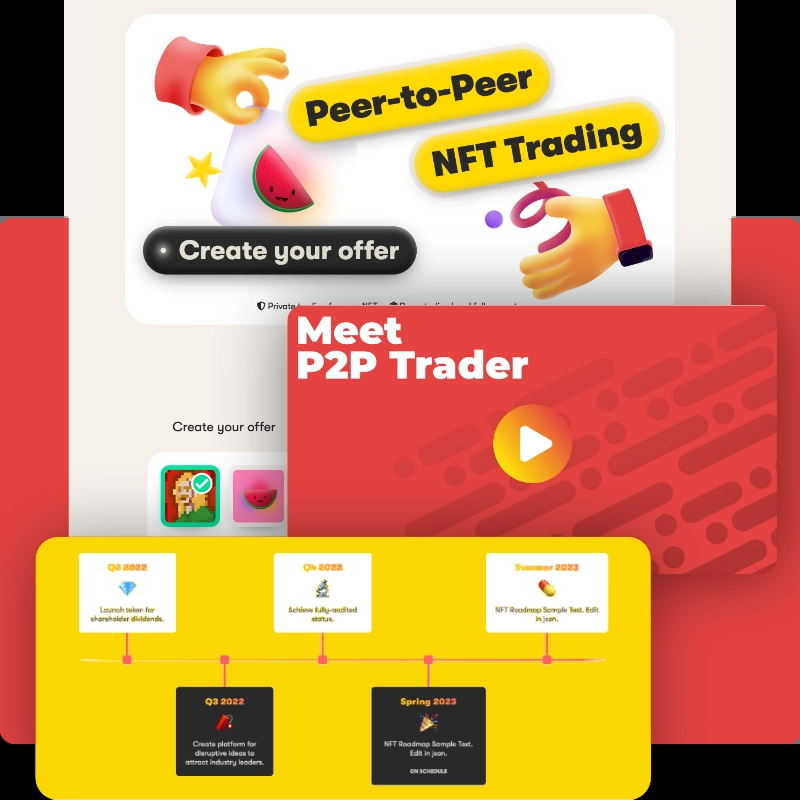 Peer-to-Peer
NFT Trading
Create your offer
Private
NFT
Meet
P2P Trader
Create your offer
Q2 2022
Launch token for
shareholder dividends.
Q4 2022
Achieve fully-audited
status.
Summer 2023
NFT Roadmap Sample Text. Edit
in json.
Q3 2022
Create platform for
disruptive ideas to
attract industry leaders.
Spring 2023
NFT Roadmap Sample Text.
Edit in json.
ON SCHEDULE